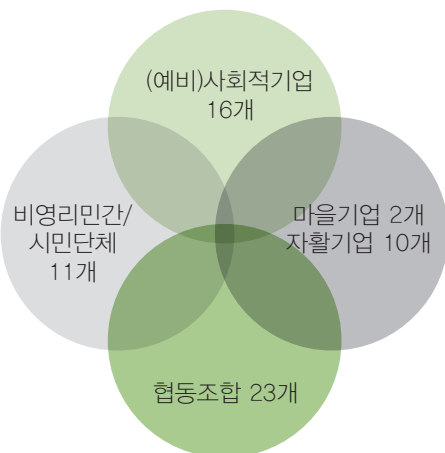 (예비)사회적기업
16개
비영리민간/
시민단체
11개
마을기업 2개
자활기업 10개
협동조합 23개